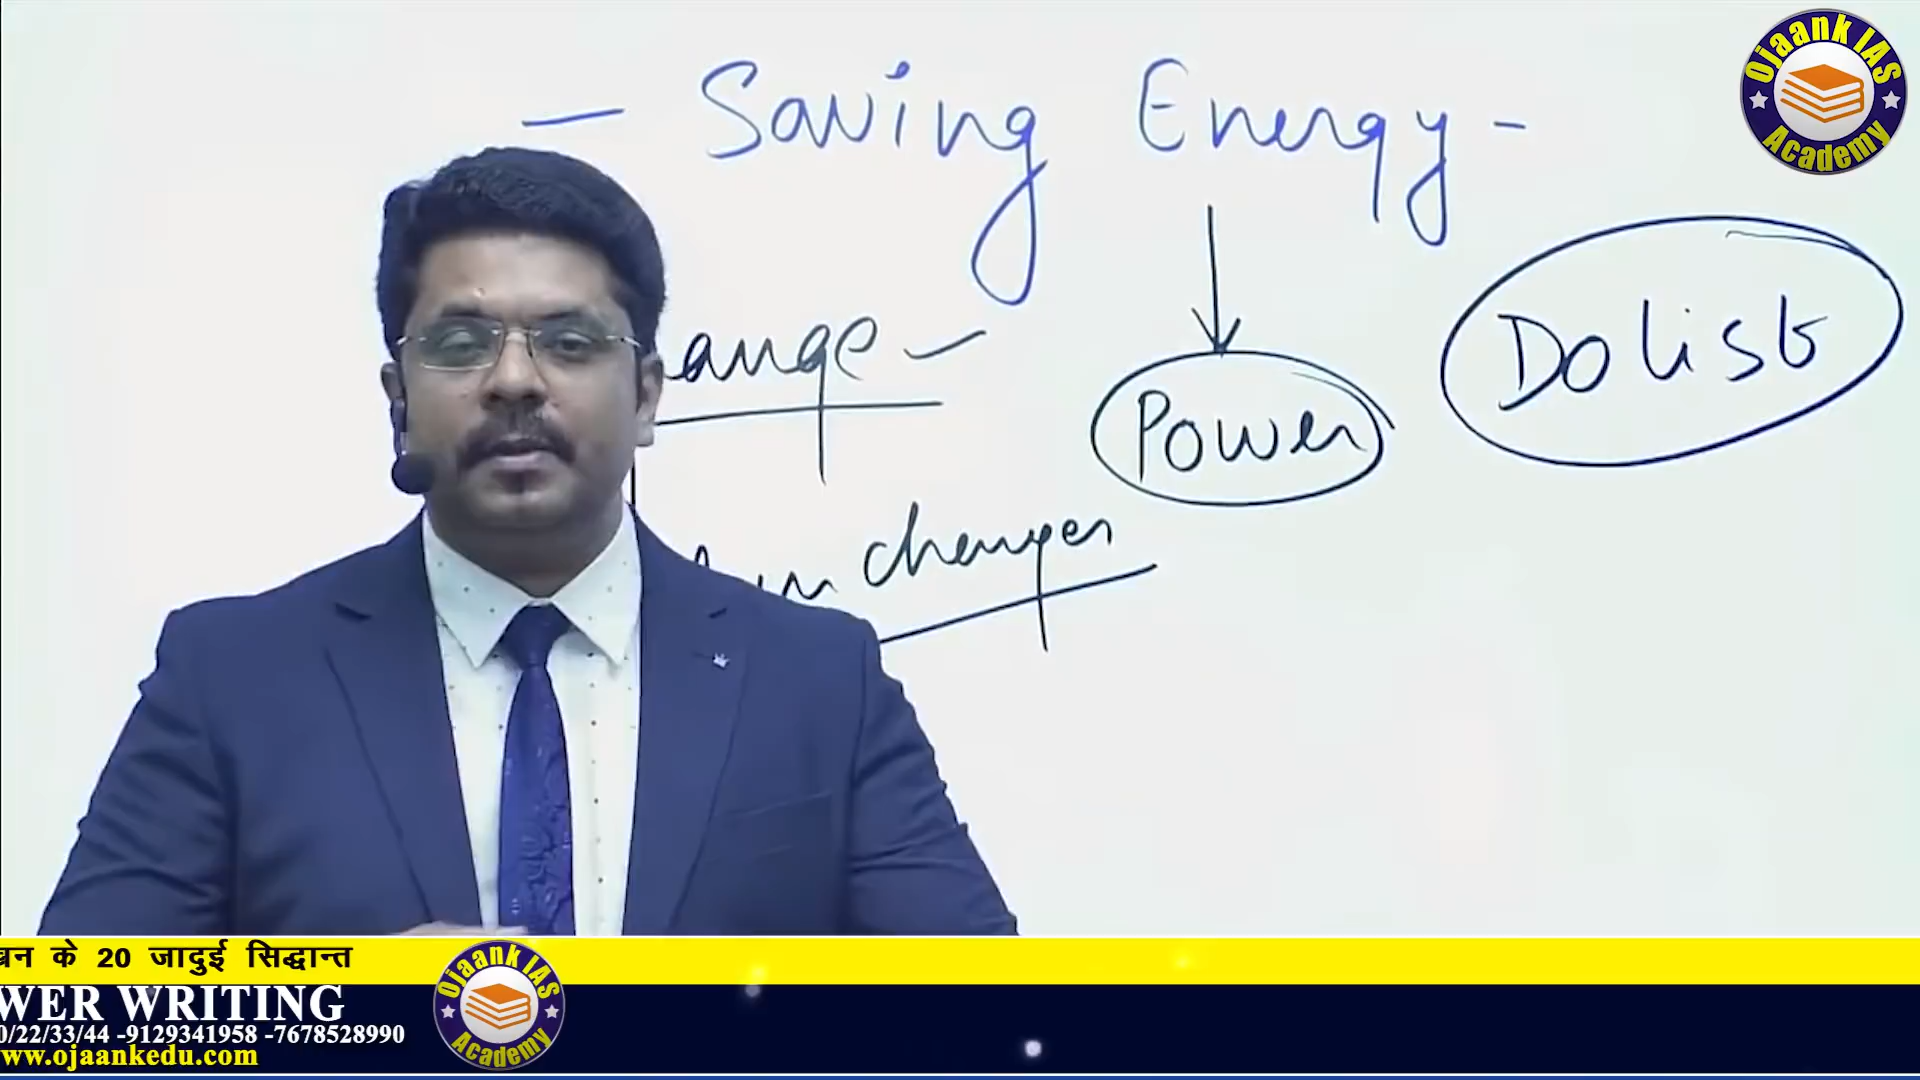 - Saving Energy -
ange -
Power
Do list
changes
Ojaank IAS
Academy
खन के 20 जादुई सिद्धान्त
WER WRITING
0/22/33/44 -9129341958 -7678528990
www.ojaankedu.com
Ojaank IAS
Academy